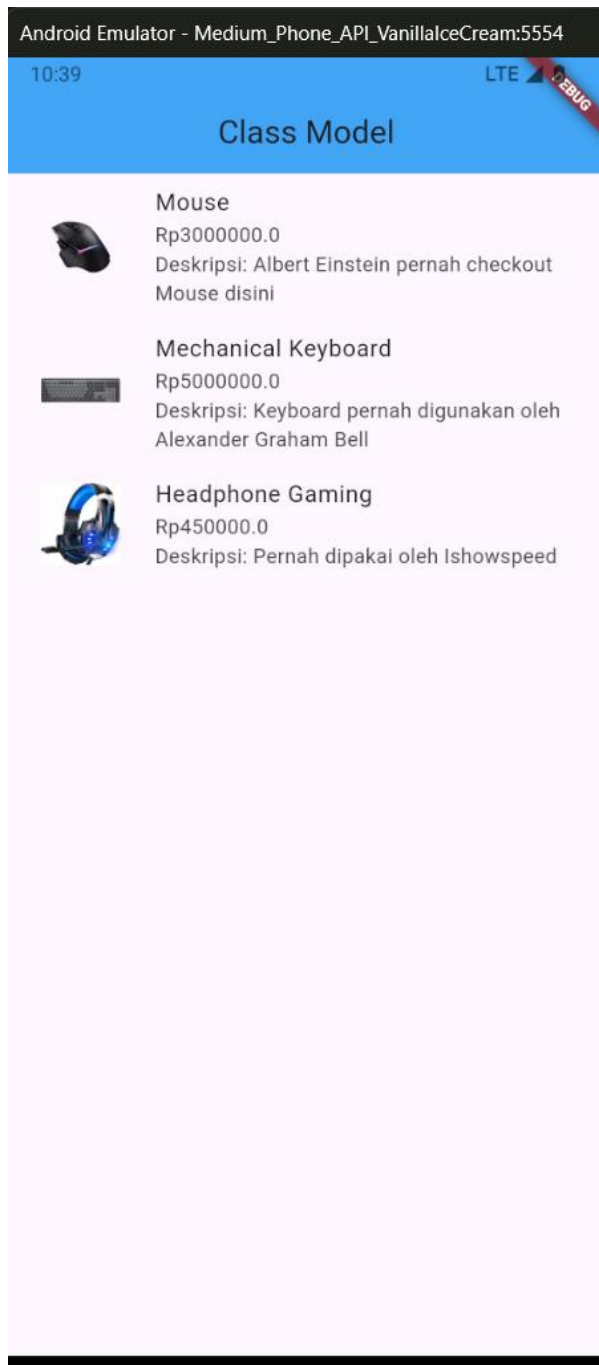 Android Emulator - Medium_Phone_API_VanillaIceCream:5554
10:39 LTE
DEBUG
Class Model
Mouse
Rp3000000.0
Deskripsi: Albert Einstein pernah checkout
Mouse disini
Mechanical Keyboard
Rp5000000.0
Deskripsi: Keyboard pernah digunakan oleh
Alexander Graham Bell
Headphone Gaming
Rp450000.0
Deskripsi: Pernah dipakai oleh Ishowspeed